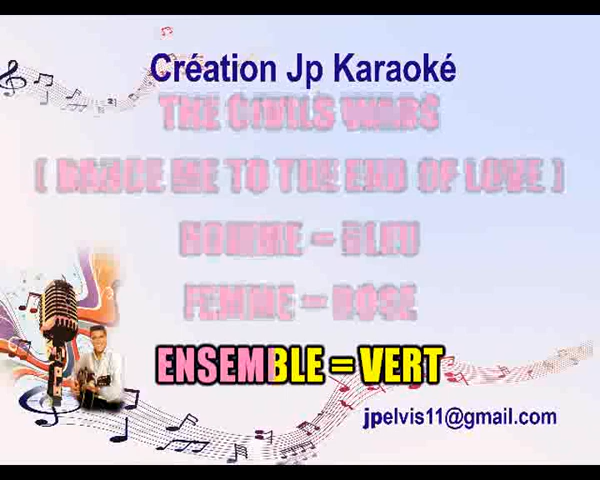 Création Jp Karaoké
THE CIVILS WARS
( DANCE ME TO THE END OF LOVE )
HOMME = BLEU
FEMME = ROSE
ENSEMBLE = VERT
jpelvis11@gmail.com